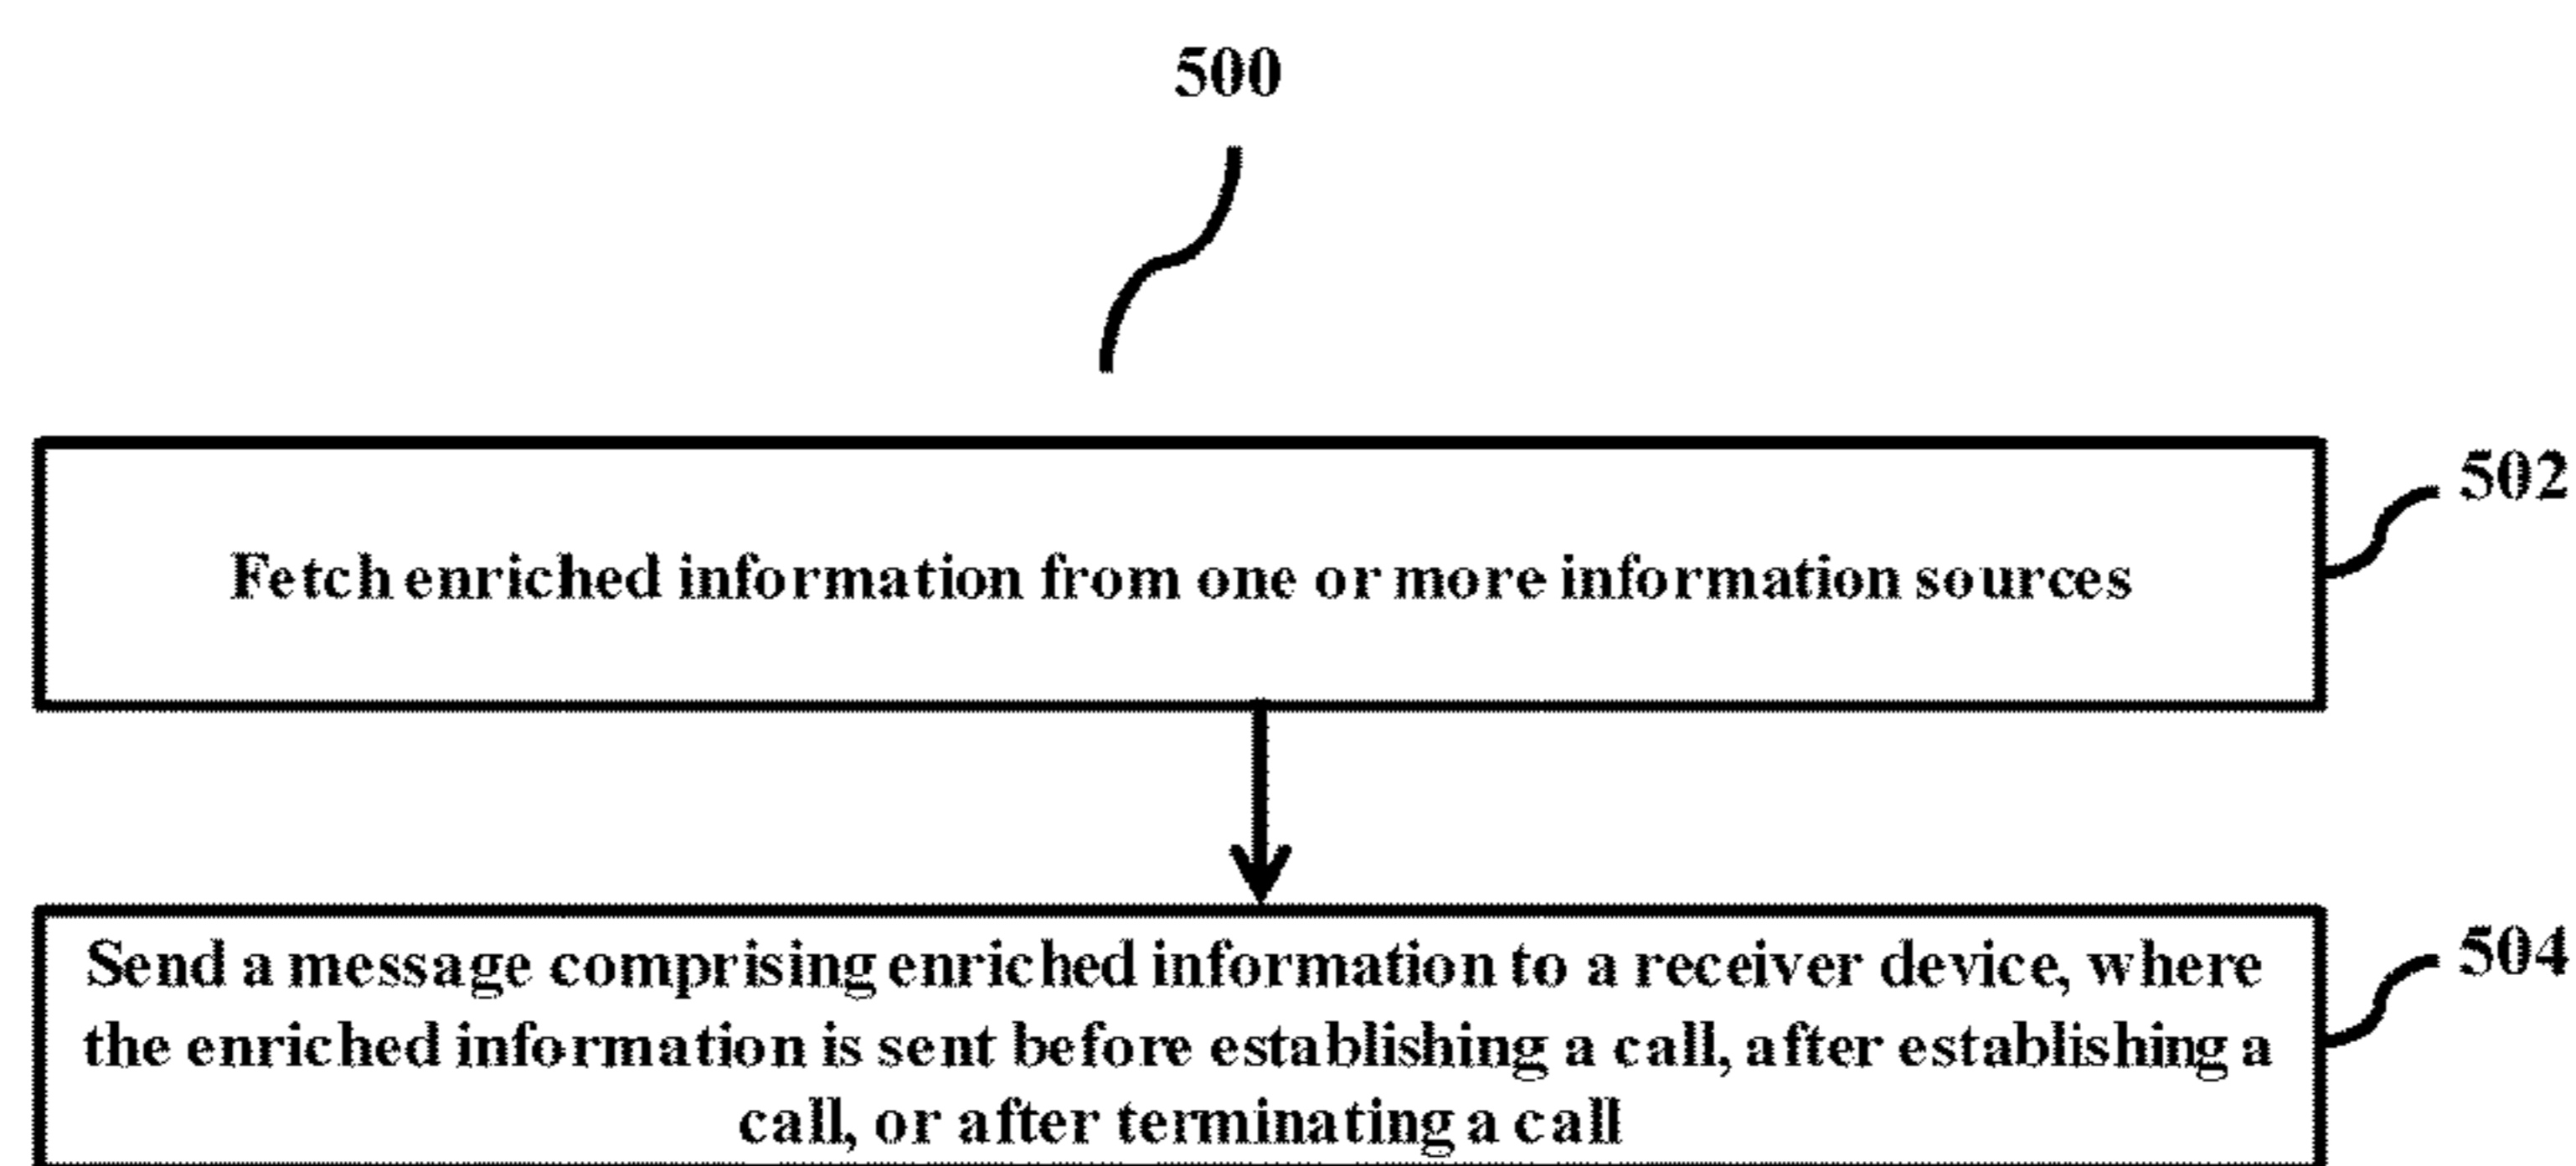 500
502
Fetch enriched information from one or more information sources
Send a message comprising enriched information to a receiver device, where
504
the enriched information is sent before establishing a call, after establishing a
call, or after terminating a call